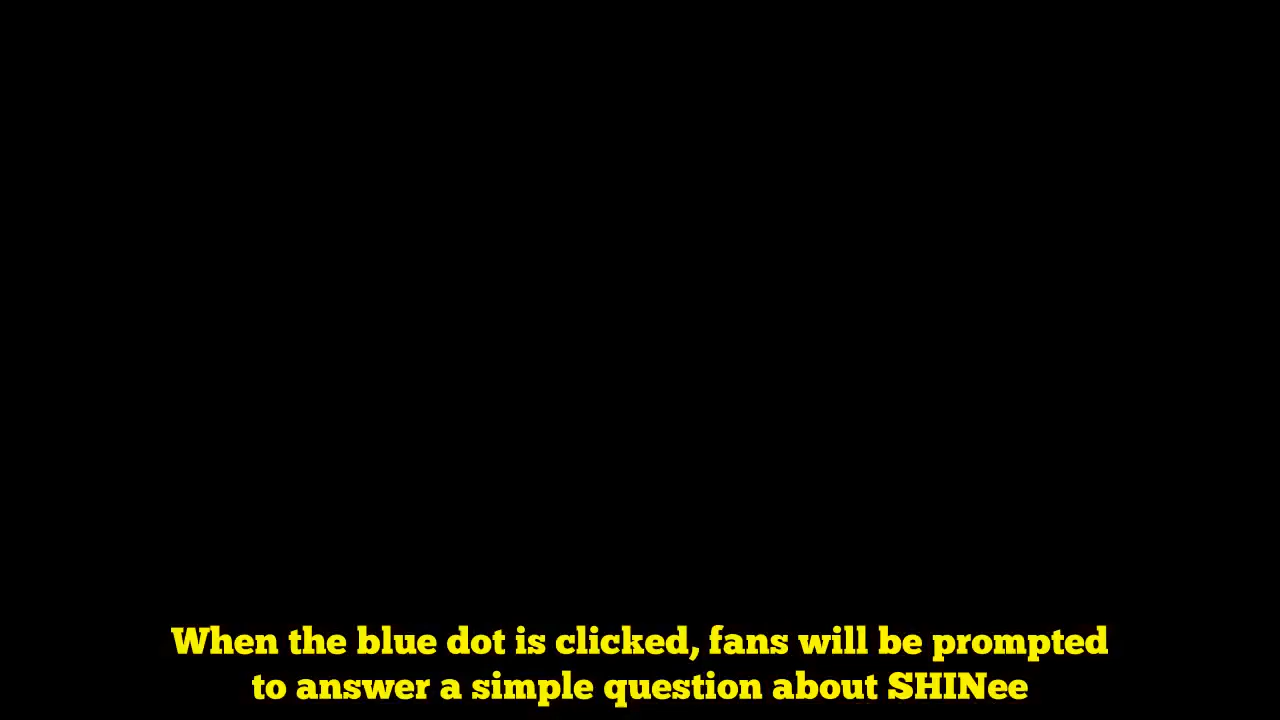 When the blue dot is clicked, fans will be prompted
to answer a simple question about SHINee